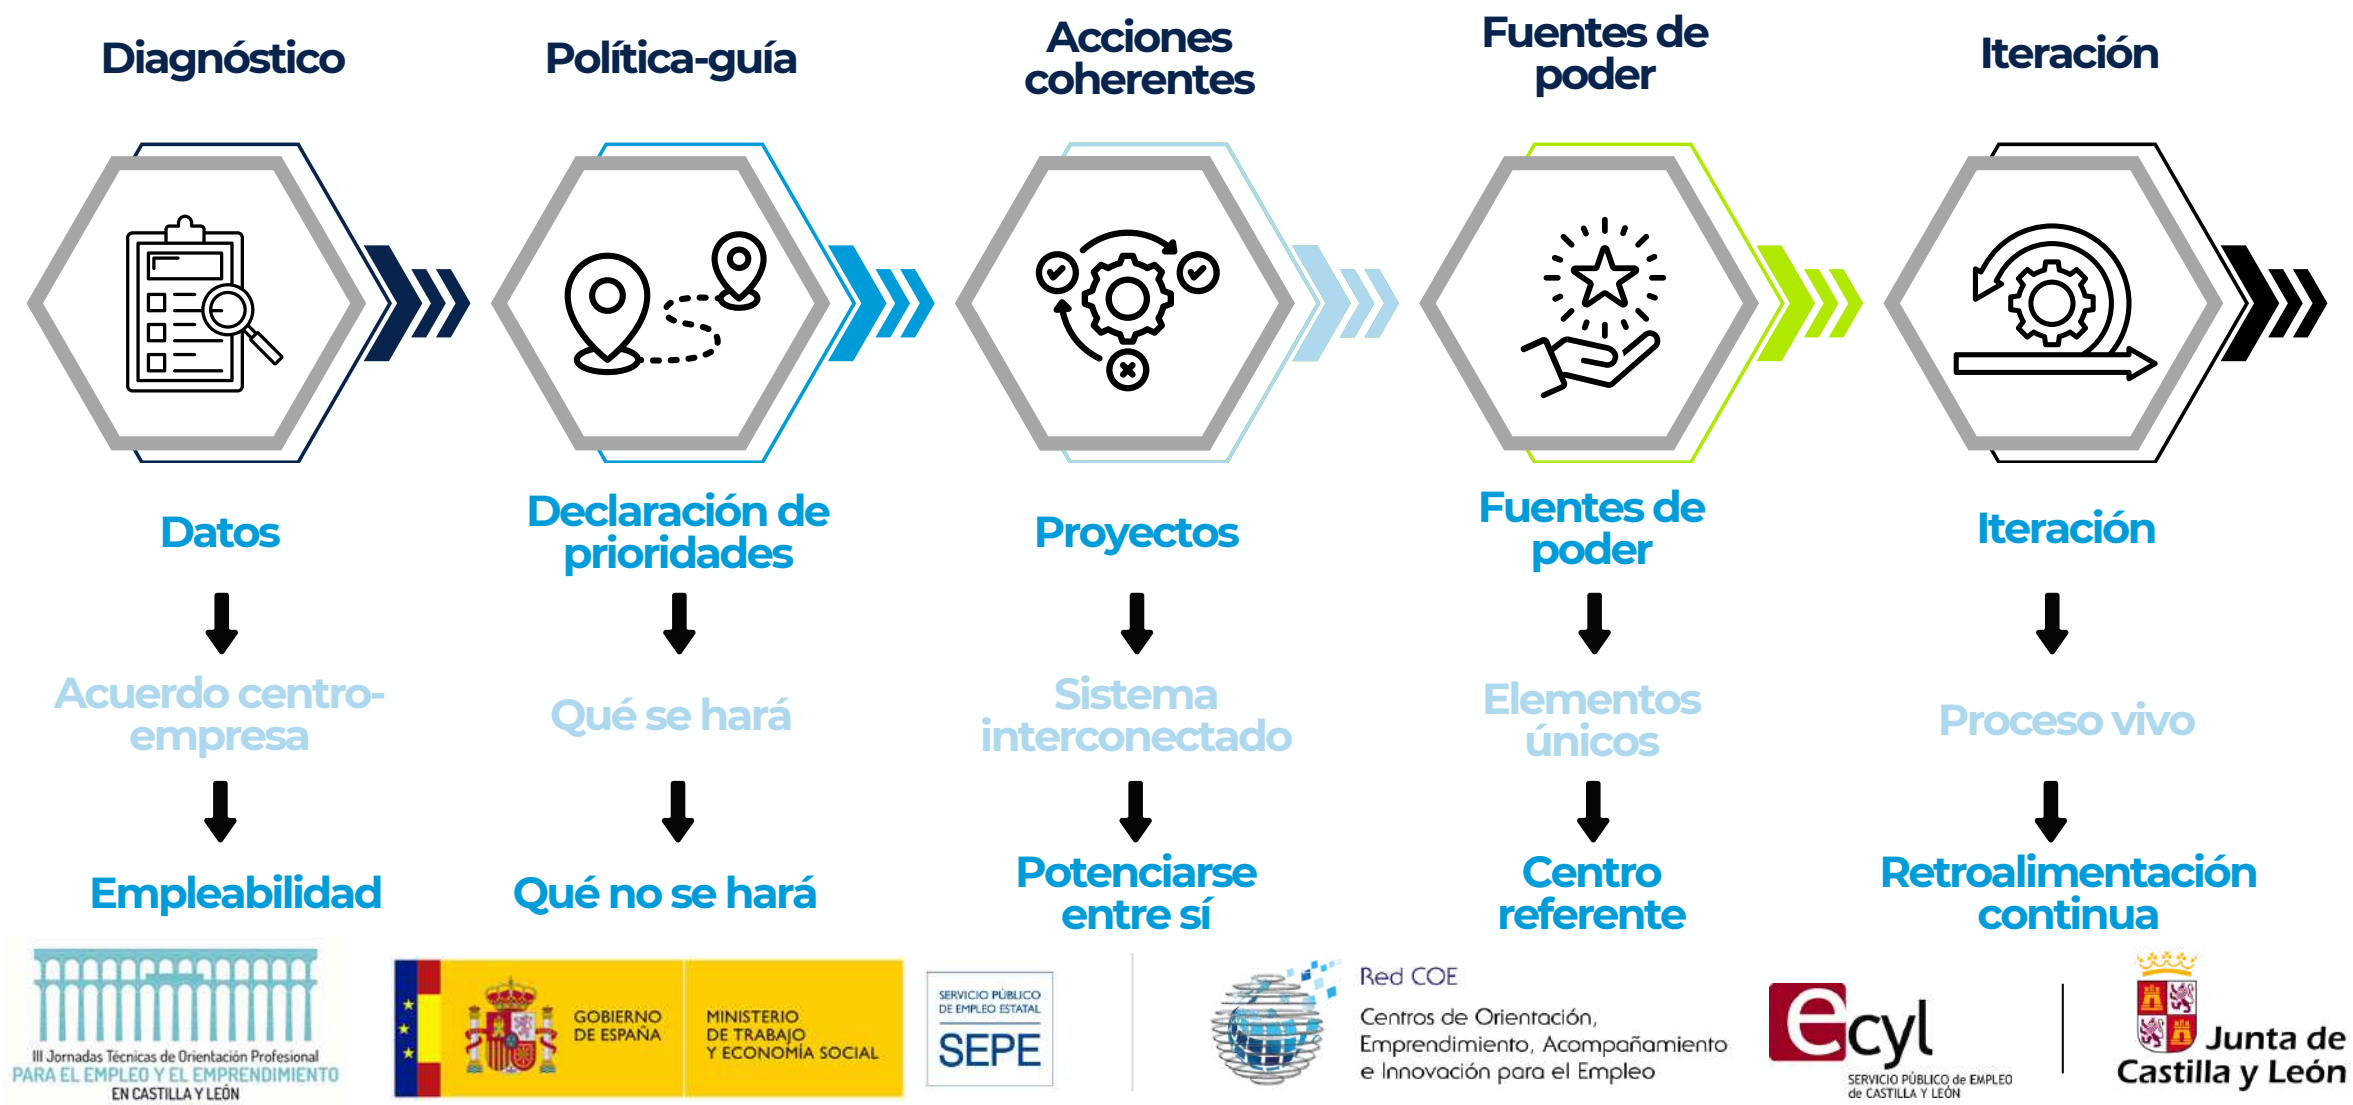 Diagnóstico
Política-guía
Acciones
coherentes
Fuentes de
poder
Iteración
Datos
Declaración de
prioridades
Proyectos
Fuentes de
poder
Iteración
Acuerdo centro-
empresa
Qué se hará
Sistema
interconectado
Elementos
únicos
Proceso vivo
Empleabilidad
Qué no se hará
Potenciarse
entre sí
Centro
referente
Retroalimentación
continua
III Jornadas Técnicas de Orientación Profesional
PARA EL EMPLEO Y EL EMPRENDIMIENTO
EN CASTILLA Y LEÓN
GOBIERNO
DE ESPAÑA
MINISTERIO
DE TRABAJO
Y ECONOMÍA SOCIAL
SERVICIO PÚBLICO
DE EMPLEO ESTATAL
SEPE
Red COE
Centros de Orientación,
Emprendimiento, Acompañamiento
e Innovación para el Empleo
ecyl
SERVICIO PÚBLICO de EMPLEO
de CASTILLA Y LEÓN
Junta de
Castilla y León